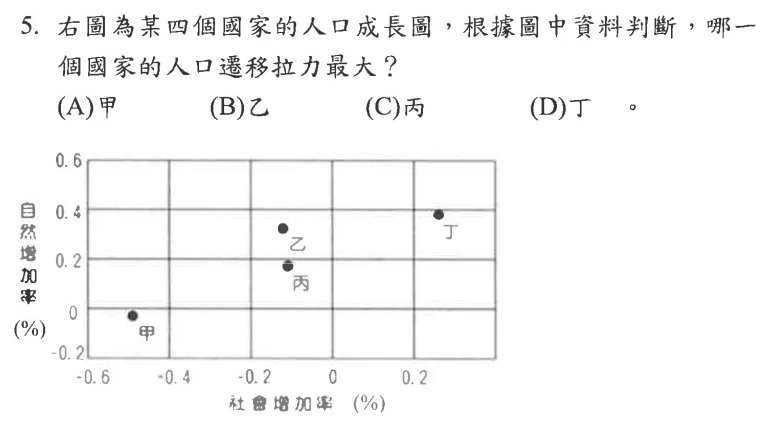 5. 右圖為某四個國家的人口成長圖，根據圖中資料判斷，哪一
個國家的人口遷移拉力最大？
(A)甲 (B)乙 (C)丙 (D)丁 。
0.6
自然增加率 (%)
0.4
丁
乙
0.2
丙
0
甲
-0.2
-0.6 -0.4 -0.2 0 0.2
社會增加率 (%)